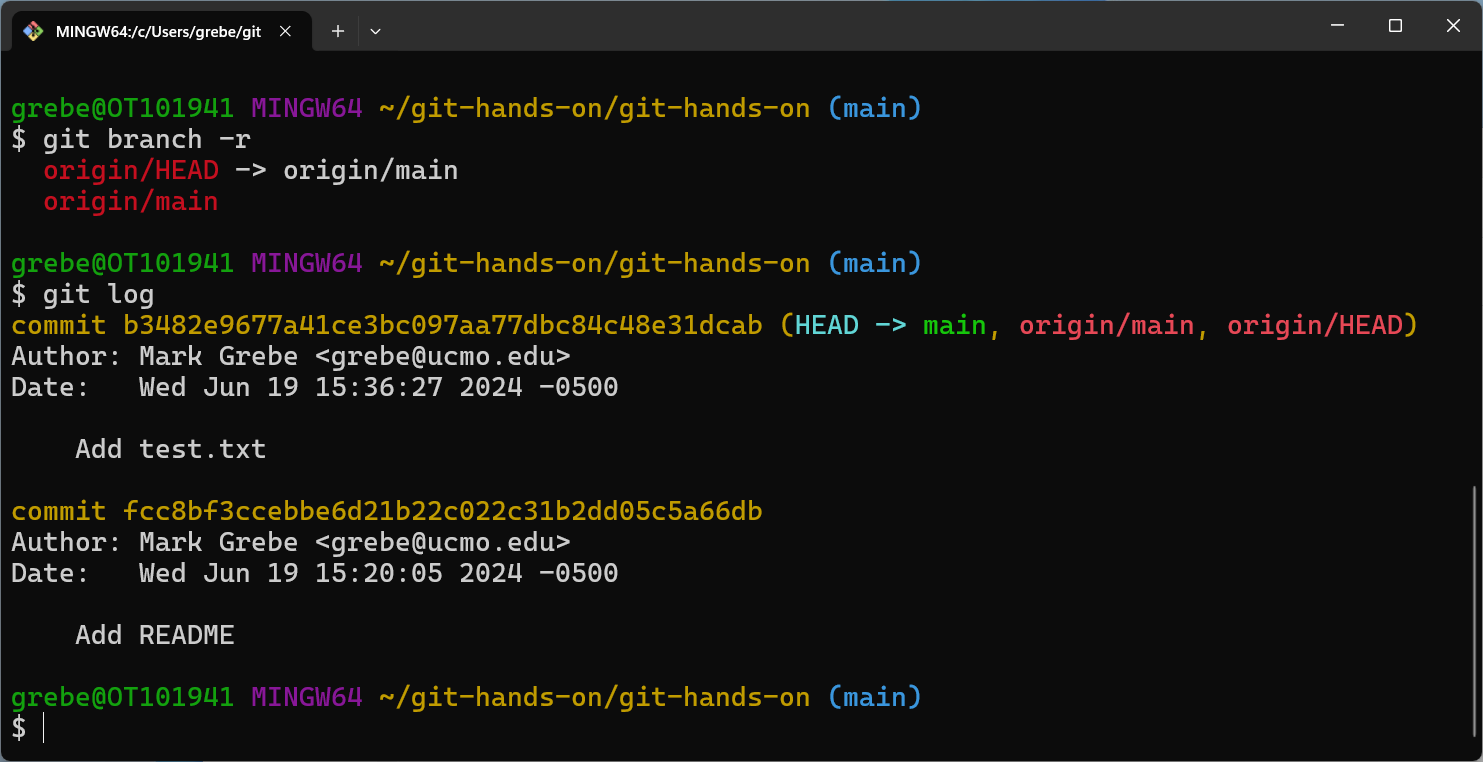 MINGW64:/c/Users/grebe/git
grebe@OT101941 MINGW64 ~/git-hands-on/git-hands-on (main)
$ git branch -r
  origin/HEAD -> origin/main
  origin/main
grebe@OT101941 MINGW64 ~/git-hands-on/git-hands-on (main)
$ git log
commit b3482e9677a41ce3bc097aa77dbc84c48e31dcab (HEAD -> main, origin/main, origin/HEAD)
Author: Mark Grebe <grebe@ucmo.edu>
Date:   Wed Jun 19 15:36:27 2024 -0500
    Add test.txt
commit fcc8bf3ccebbe6d21b22c022c31b2dd05c5a66db
Author: Mark Grebe <grebe@ucmo.edu>
Date:   Wed Jun 19 15:20:05 2024 -0500
    Add README
grebe@OT101941 MINGW64 ~/git-hands-on/git-hands-on (main)
$